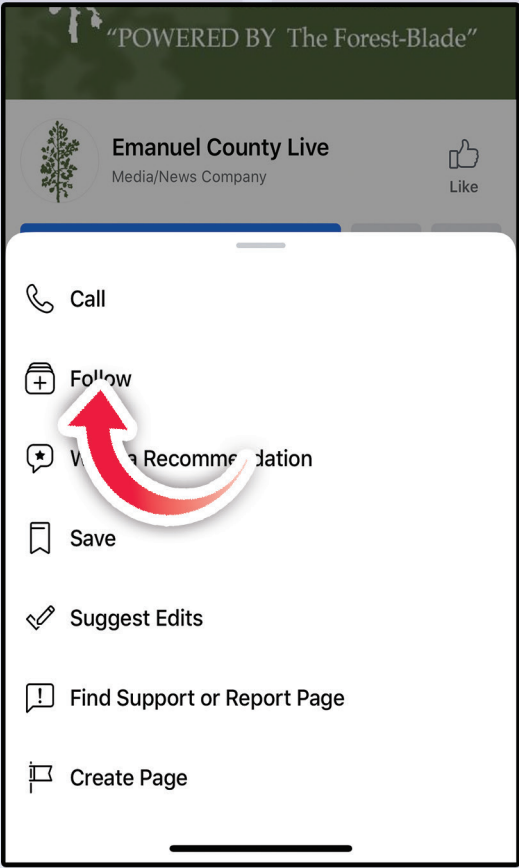 "POWERED BY The Forest-Blade"
Emanuel County Live
Media/News Company
Like
Call
Follow
a Recommendation
Save
Suggest Edits
Find Support or Report Page
Create Page